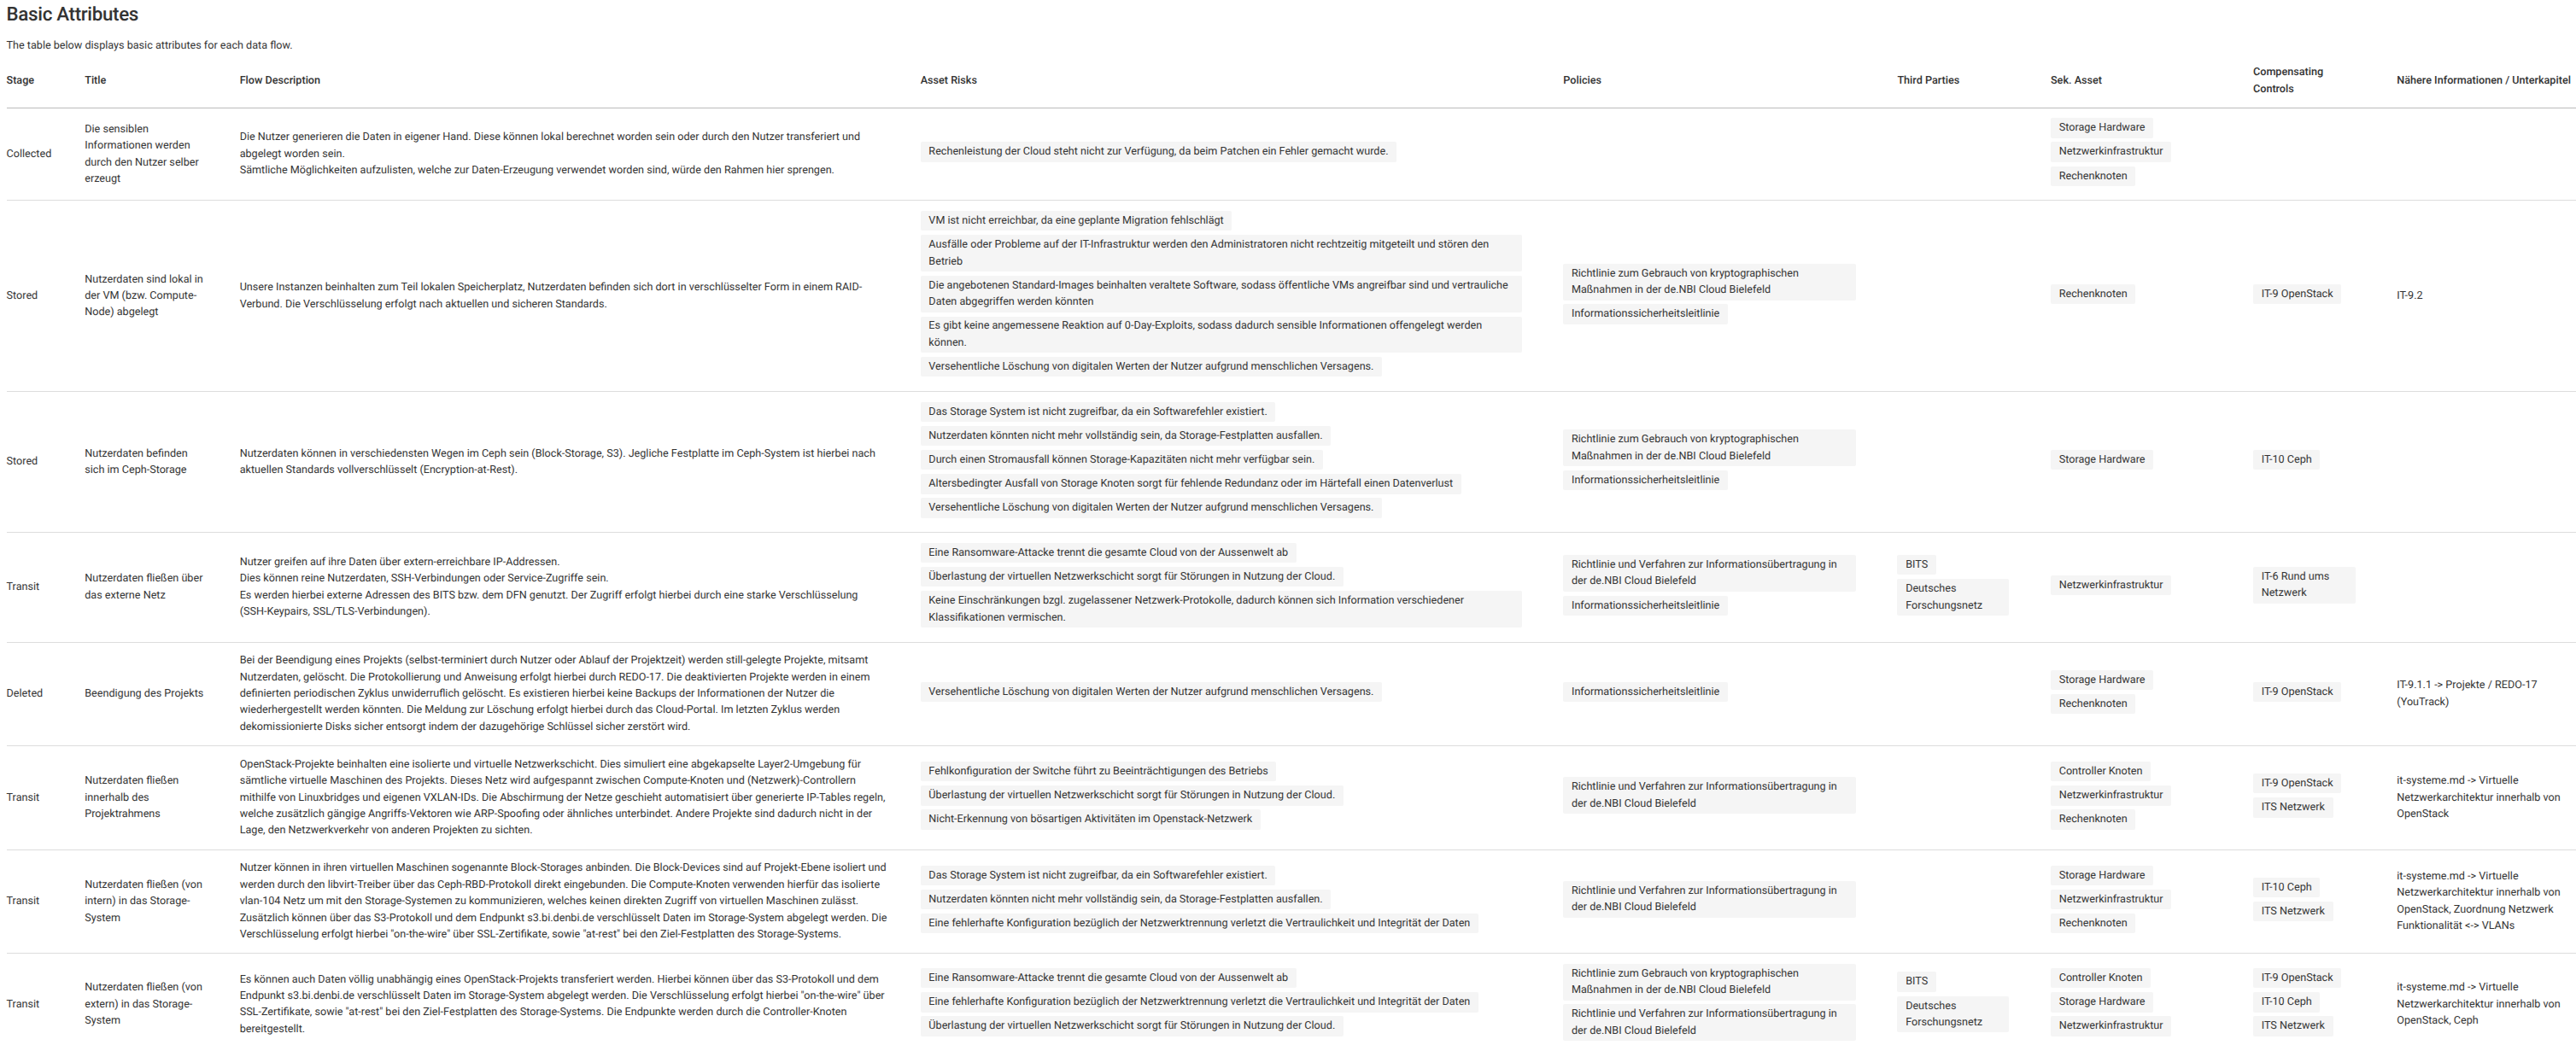 Basic Attributes
The table below displays basic attributes for each data flow.
Stage
Title
Flow Description
Asset Risks
Policies
Third Parties
Sek. Asset
Compensating
Controls
Nähere Informationen / Unterkapitel
Collected
Die sensiblen
Informationen werden
durch den Nutzer selber
erzeugt
Die Nutzer generieren die Daten in eigener Hand. Diese können lokal berechnet worden sein oder durch den Nutzer transferiert und
abgelegt worden sein.
Sämtliche Möglichkeiten aufzulisten, welche zur Daten-Erzeugung verwendet worden sind, würde den Rahmen hier sprengen.
Rechenleistung der Cloud steht nicht zur Verfügung, da beim Patchen ein Fehler gemacht wurde.
Storage Hardware
Netzwerkinfrastruktur
Rechenknoten
Stored
Nutzerdaten sind lokal in
der VM (bzw. Compute-
Node) abgelegt
Unsere Instanzen beinhalten zum Teil lokalen Speicherplatz, Nutzerdaten befinden sich dort in verschlüsselter Form in einem RAID-
Verbund. Die Verschlüsselung erfolgt nach aktuellen und sicheren Standards.
VM ist nicht erreichbar, da eine geplante Migration fehlschlägt
Ausfälle oder Probleme auf der IT-Infrastruktur werden den Administratoren nicht rechtzeitig mitgeteilt und stören den
Betrieb
Die angebotenen Standard-Images beinhalten veraltete Software, sodass öffentliche VMs angreifbar sind und vertrauliche
Daten abgegriffen werden könnten
Es gibt keine angemessene Reaktion auf 0-Day-Exploits, sodass dadurch sensible Informationen offengelegt werden
können.
Versehentliche Löschung von digitalen Werten der Nutzer aufgrund menschlichen Versagens.
Richtlinie zum Gebrauch von kryptographischen
Maßnahmen in der de.NBI Cloud Bielefeld
Informationssicherheitsleitlinie
Rechenknoten
IT-9 OpenStack
IT-9.2
Stored
Nutzerdaten befinden
sich im Ceph-Storage
Nutzerdaten können in verschiedensten Wegen im Ceph sein (Block-Storage, S3). Jegliche Festplatte im Ceph-System ist hierbei nach
aktuellen Standards vollverschlüsselt (Encryption-at-Rest).
Das Storage System ist nicht zugreifbar, da ein Softwarefehler existiert.
Nutzerdaten könnten nicht mehr vollständig sein, da Storage-Festplatten ausfallen.
Durch einen Stromausfall können Storage-Kapazitäten nicht mehr verfügbar sein.
Altersbedingter Ausfall von Storage Knoten sorgt für fehlende Redundanz oder im Härtefall einen Datenverlust
Versehentliche Löschung von digitalen Werten der Nutzer aufgrund menschlichen Versagens.
Richtlinie zum Gebrauch von kryptographischen
Maßnahmen in der de.NBI Cloud Bielefeld
Informationssicherheitsleitlinie
Storage Hardware
IT-10 Ceph
Transit
Nutzerdaten fließen über
das externe Netz
Nutzer greifen auf ihre Daten über extern-erreichbare IP-Addressen.
Dies können reine Nutzerdaten, SSH-Verbindungen oder Service-Zugriffe sein.
Es werden hierbei externe Adressen des BITS bzw. dem DFN genutzt. Der Zugriff erfolgt hierbei durch eine starke Verschlüsselung
(SSH-Keypairs, SSL/TLS-Verbindungen).
Eine Ransomware-Attacke trennt die gesamte Cloud von der Aussenwelt ab
Überlastung der virtuellen Netzwerkschicht sorgt für Störungen in Nutzung der Cloud.
Keine Einschränkungen bzgl. zugelassener Netzwerk-Protokolle, dadurch können sich Information verschiedener
Klassifikationen vermischen.
Richtlinie und Verfahren zur Informationsübertragung in
der de.NBI Cloud Bielefeld
Informationssicherheitsleitlinie
BITS
Deutsches
Forschungsnetz
Netzwerkinfrastruktur
IT-6 Rund ums
Netzwerk
Deleted
Beendigung des Projekts
Bei der Beendigung eines Projekts (selbst-terminiert durch Nutzer oder Ablauf der Projektzeit) werden still-gelegte Projekte, mitsamt
Nutzerdaten, gelöscht. Die Protokollierung und Anweisung erfolgt hierbei durch REDO-17. Die deaktivierten Projekte werden in einem
definierten periodischen Zyklus unwiderruflich gelöscht. Es existieren hierbei keine Backups der Informationen der Nutzer die
wiederhergestellt werden könnten. Die Meldung zur Löschung erfolgt hierbei durch das Cloud-Portal. Im letzten Zyklus werden
dekomissionierte Disks sicher entsorgt indem der dazugehörige Schlüssel sicher zerstört wird.
Versehentliche Löschung von digitalen Werten der Nutzer aufgrund menschlichen Versagens.
Informationssicherheitsleitlinie
Storage Hardware
Rechenknoten
IT-9 OpenStack
IT-9.1.1 -> Projekte / REDO-17
(YouTrack)
Transit
Nutzerdaten fließen
innerhalb des
Projektrahmens
OpenStack-Projekte beinhalten eine isolierte und virtuelle Netzwerkschicht. Dies simuliert eine abgekapselte Layer2-Umgebung für
sämtliche virtuelle Maschinen des Projekts. Dieses Netz wird aufgespannt zwischen Compute-Knoten und (Netzwerk)-Controllern
mithilfe von Linuxbridges und eigenen VXLAN-IDs. Die Abschirmung der Netze geschieht automatisiert über generierte IP-Tables regeln,
welche zusätzlich gängige Angriffs-Vektoren wie ARP-Spoofing oder ähnliches unterbindet. Andere Projekte sind dadurch nicht in der
Lage, den Netzwerkverkehr von anderen Projekten zu sichten.
Fehlkonfiguration der Switche führt zu Beeinträchtigungen des Betriebs
Überlastung der virtuellen Netzwerkschicht sorgt für Störungen in Nutzung der Cloud.
Nicht-Erkennung von bösartigen Aktivitäten im Openstack-Netzwerk
Richtlinie und Verfahren zur Informationsübertragung in
der de.NBI Cloud Bielefeld
Controller Knoten
Netzwerkinfrastruktur
Rechenknoten
IT-9 OpenStack
ITS Netzwerk
it-systeme.md -> Virtuelle
Netzwerkarchitektur innerhalb von
OpenStack
Transit
Nutzerdaten fließen (von
intern) in das Storage-
System
Nutzer können in ihren virtuellen Maschinen sogenannte Block-Storages anbinden. Die Block-Devices sind auf Projekt-Ebene isoliert und
werden durch den libvirt-Treiber über das Ceph-RBD-Protokoll direkt eingebunden. Die Compute-Knoten verwenden hierfür das isolierte
vlan-104 Netz um mit den Storage-Systemen zu kommunizieren, welches keinen direkten Zugriff von virtuellen Maschinen zulässt.
Zusätzlich können über das S3-Protokoll und dem Endpunkt s3.bi.denbi.de verschlüsselt Daten im Storage-System abgelegt werden. Die
Verschlüsselung erfolgt hierbei "on-the-wire" über SSL-Zertifikate, sowie "at-rest" bei den Ziel-Festplatten des Storage-Systems.
Das Storage System ist nicht zugreifbar, da ein Softwarefehler existiert.
Nutzerdaten könnten nicht mehr vollständig sein, da Storage-Festplatten ausfallen.
Eine fehlerhafte Konfiguration bezüglich der Netzwerktrennung verletzt die Vertraulichkeit und Integrität der Daten
Richtlinie und Verfahren zur Informationsübertragung in
der de.NBI Cloud Bielefeld
Storage Hardware
Netzwerkinfrastruktur
Rechenknoten
IT-10 Ceph
ITS Netzwerk
it-systeme.md -> Virtuelle
Netzwerkarchitektur innerhalb von
OpenStack, Zuordnung Netzwerk
Funktionalität <-> VLANs
Transit
Nutzerdaten fließen (von
extern) in das Storage-
System
Es können auch Daten völlig unabhängig eines OpenStack-Projekts transferiert werden. Hierbei können über das S3-Protokoll und dem
Endpunkt s3.bi.denbi.de verschlüsselt Daten im Storage-System abgelegt werden. Die Verschlüsselung erfolgt hierbei "on-the-wire" über
SSL-Zertifikate, sowie "at-rest" bei den Ziel-Festplatten des Storage-Systems. Die Endpunkte werden durch die Controller-Knoten
bereitgestellt.
Eine Ransomware-Attacke trennt die gesamte Cloud von der Aussenwelt ab
Eine fehlerhafte Konfiguration bezüglich der Netzwerktrennung verletzt die Vertraulichkeit und Integrität der Daten
Überlastung der virtuellen Netzwerkschicht sorgt für Störungen in Nutzung der Cloud.
Richtlinie zum Gebrauch von kryptographischen
Maßnahmen in der de.NBI Cloud Bielefeld
Richtlinie und Verfahren zur Informationsübertragung in
der de.NBI Cloud Bielefeld
BITS
Deutsches
Forschungsnetz
Controller Knoten
Storage Hardware
Netzwerkinfrastruktur
IT-9 OpenStack
IT-10 Ceph
ITS Netzwerk
it-systeme.md -> Virtuelle
Netzwerkarchitektur innerhalb von
OpenStack, Ceph